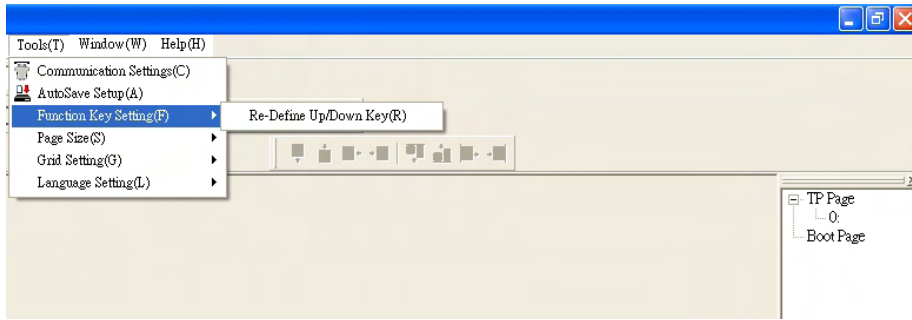 Tools(T) Window(W) Help(H)
Communication Settings(C)
AutoSave Setup(A)
Function Key Setting(F)
Re-Define Up/Down Key(R)
Page Size(S)
Grid Setting(G)
Language Setting(L)
TP Page
0:
Boot Page